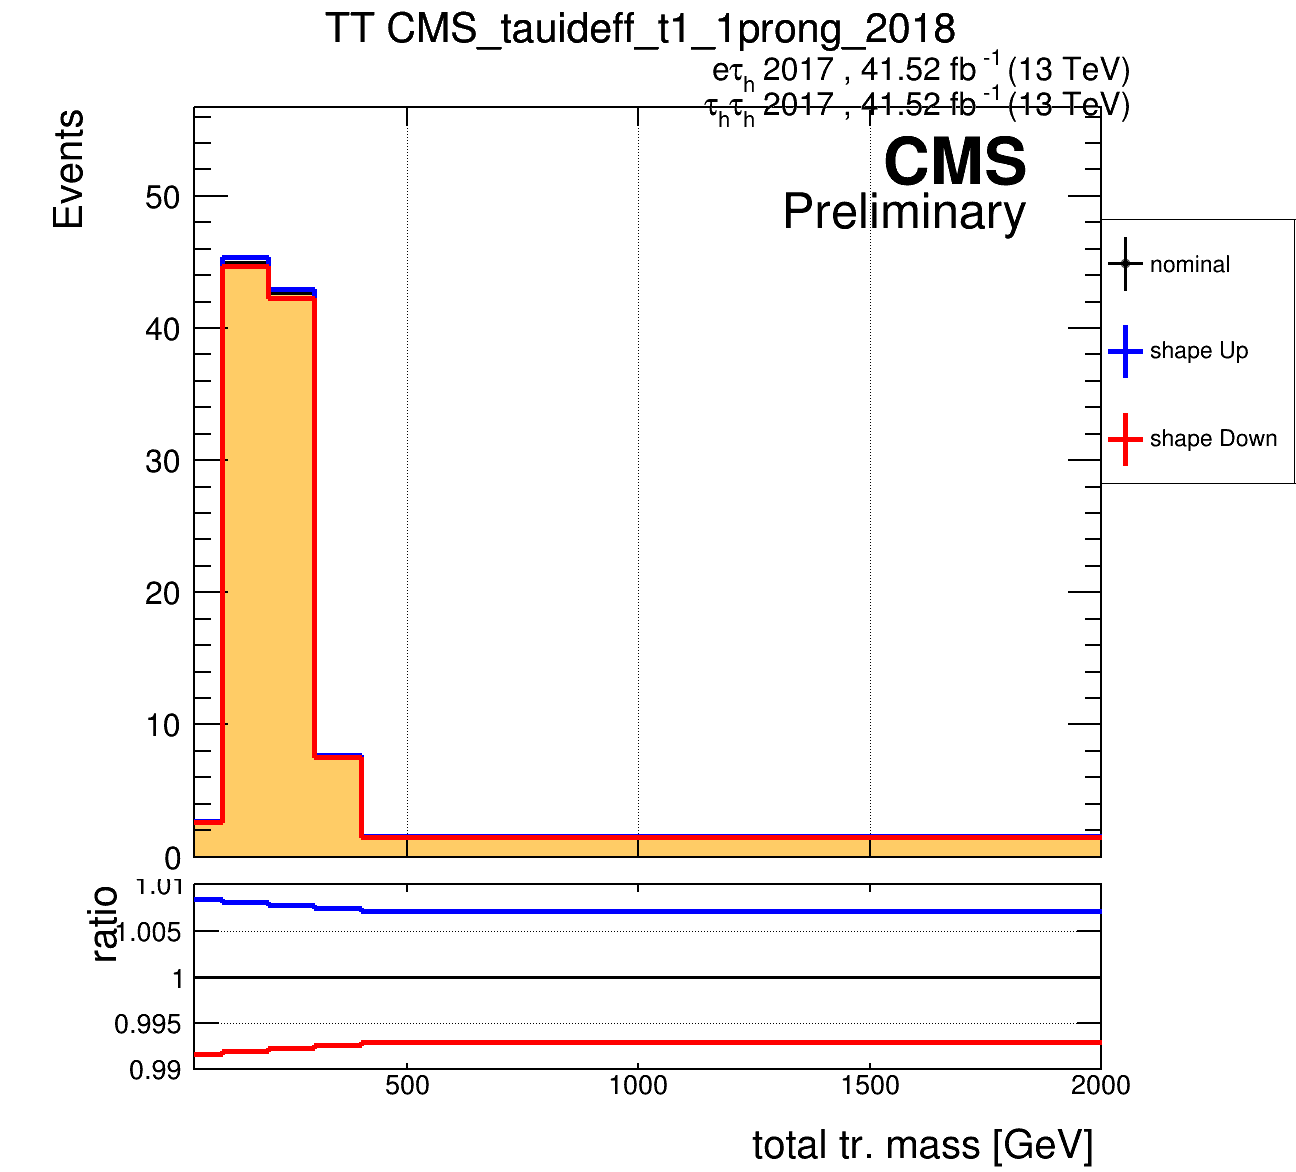 TT CMS_tauideff_t1_1prong_2018
eτh 2017 , 41.52 fb -1 (13 TeV)
τhτh 2017 , 41.52 fb -1 (13 TeV)
CMS
Preliminary
Events
50
40
30
20
10
0
nominal
shape Up
shape Down
ratio
1.01
1.005
1
0.995
0.99
500 1000 1500 2000
total tr. mass [GeV]